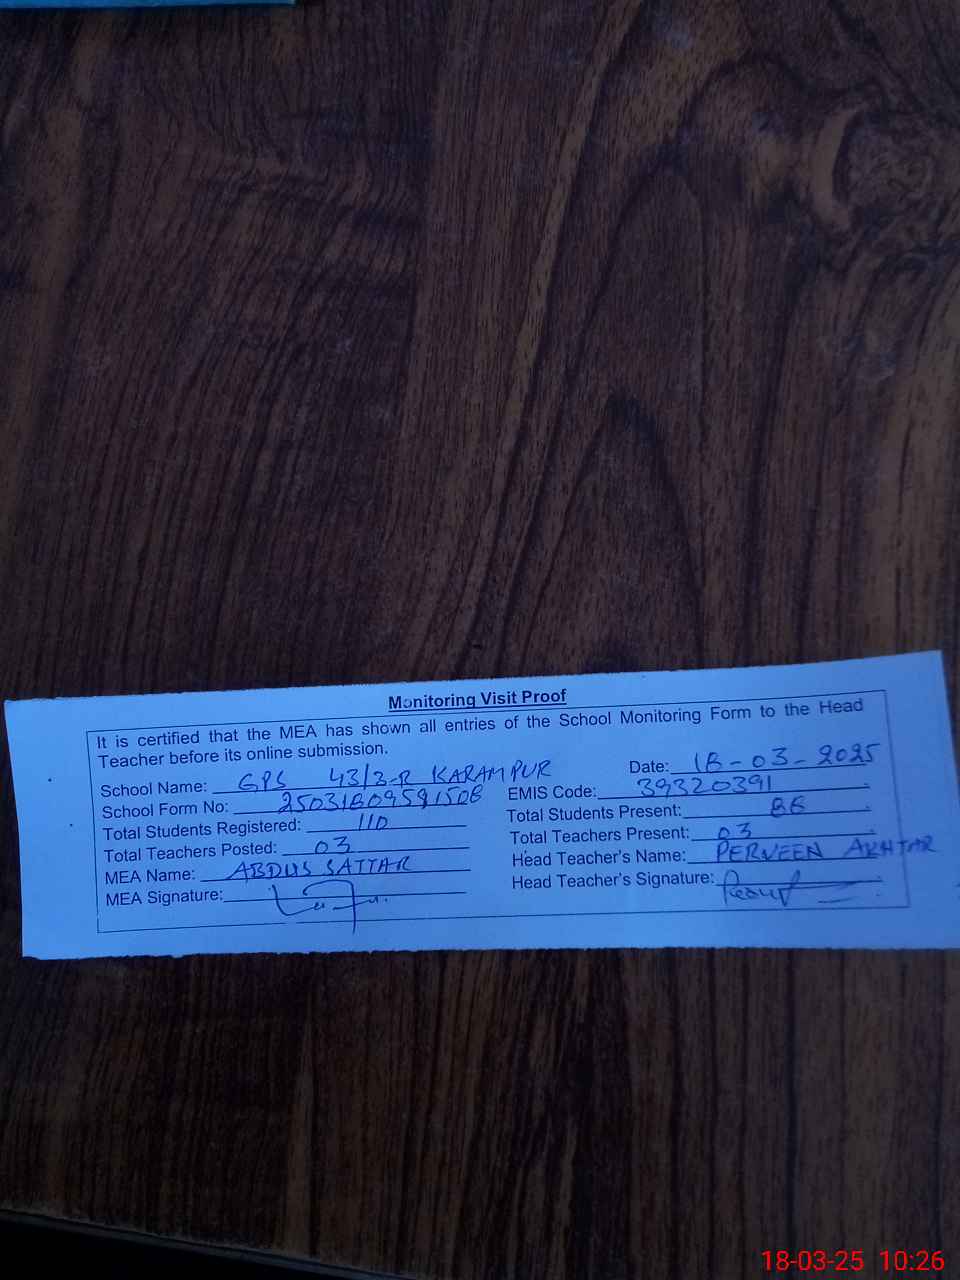 Monitoring Visit Proof
It is certified that the MEA has shown all entries of the School Monitoring Form to the Head
Teacher before its online submission.
School Name: GPS 43/3-R KARAMPUR Date: 18-03-2025
School Form No: 25031809591508 EMIS Code: 39320391
Total Students Registered: 110 Total Students Present: 88
Total Teachers Posted: 03 Total Teachers Present: 03
MEA Name: ABDUS SATTAR Head Teacher's Name: PERVEEN AKHTAR
MEA Signature: Head Teacher's Signature:
18-03-25 10:26